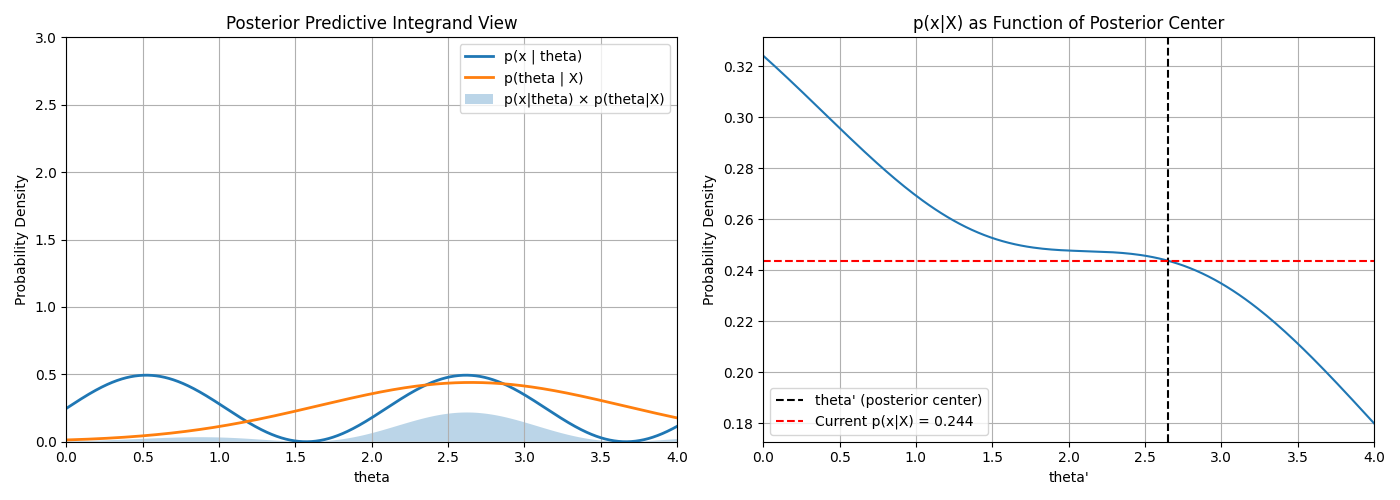 Posterior Predictive Integrand View
3.0
2.5
2.0
1.5
1.0
0.5
0.0
Probability Density
0.0 0.5 1.0 1.5 2.0 2.5 3.0 3.5 4.0
theta
p(x | theta)
p(theta | X)
p(x|theta) × p(theta|X)
p(x|X) as Function of Posterior Center
0.32
0.30
0.28
0.26
0.24
0.22
0.20
0.18
Probability Density
0.0 0.5 1.0 1.5 2.0 2.5 3.0 3.5 4.0
theta'
theta' (posterior center)
Current p(x|X) = 0.244